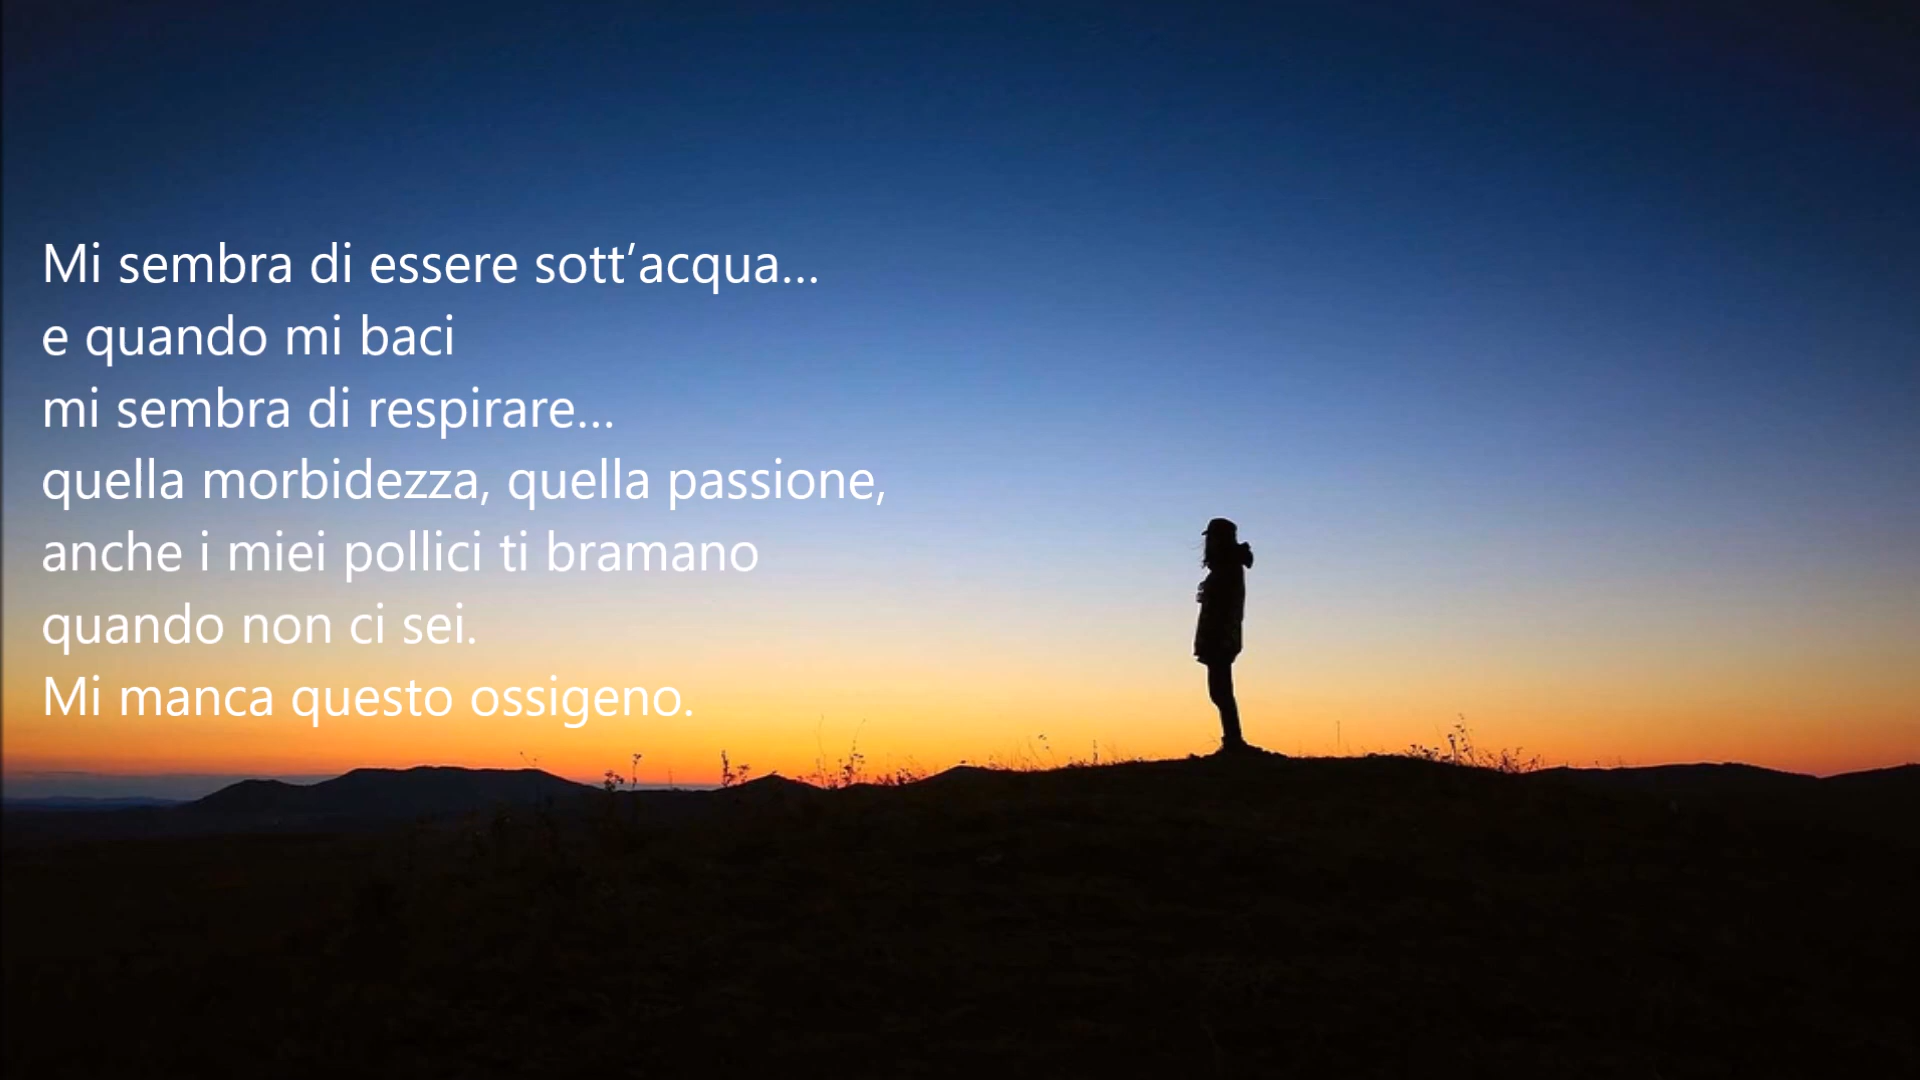 Mi sembra di essere sott’acqua…
e quando mi baci
mi sembra di respirare…
quella morbidezza, quella passione,
anche i miei pollici ti bramano
quando non ci sei.
Mi manca questo ossigeno.